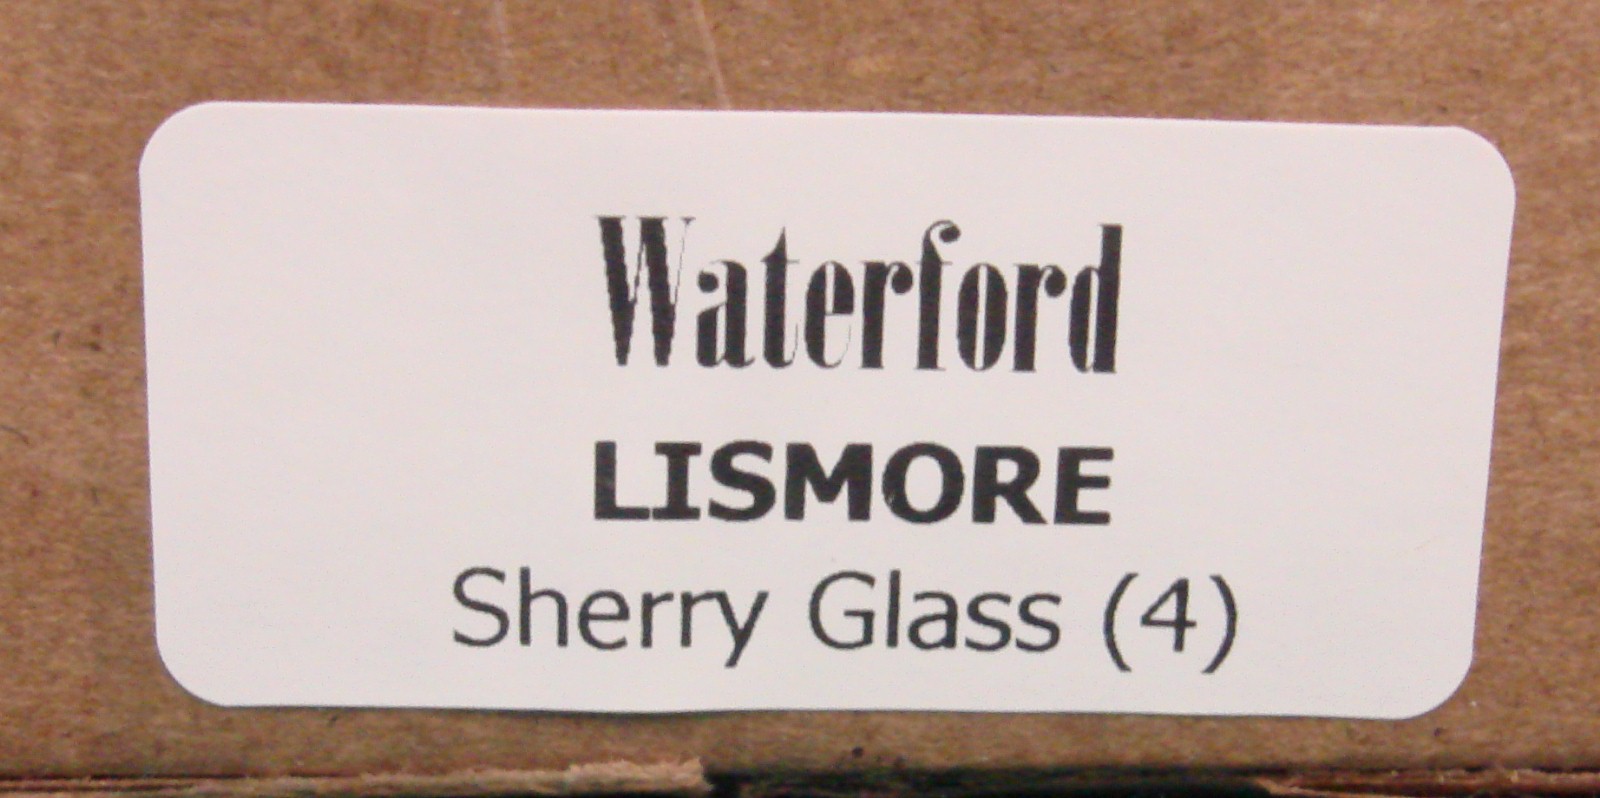 Waterford
LISMORE
Sherry Glass (4)